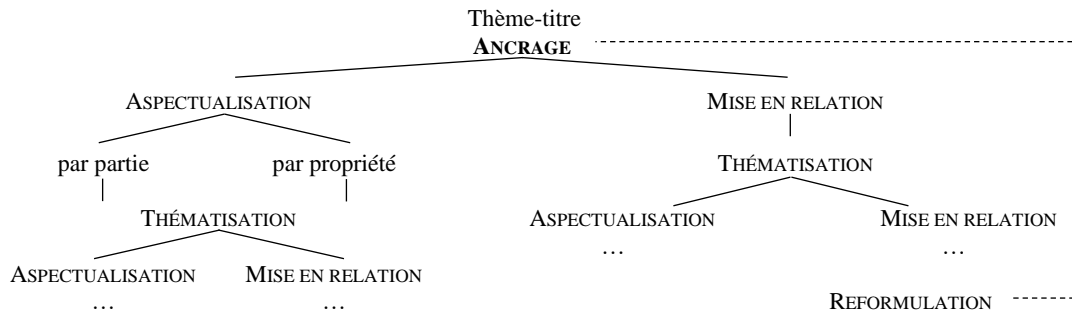 Thème-titre
ANCRAGE
ASPECTUALISATION MISE EN RELATION
par partie par propriété THÉMATISATION
THÉMATISATION ASPECTUALISATION MISE EN RELATION
… …
ASPECTUALISATION MISE EN RELATION
… …
REFORMULATION